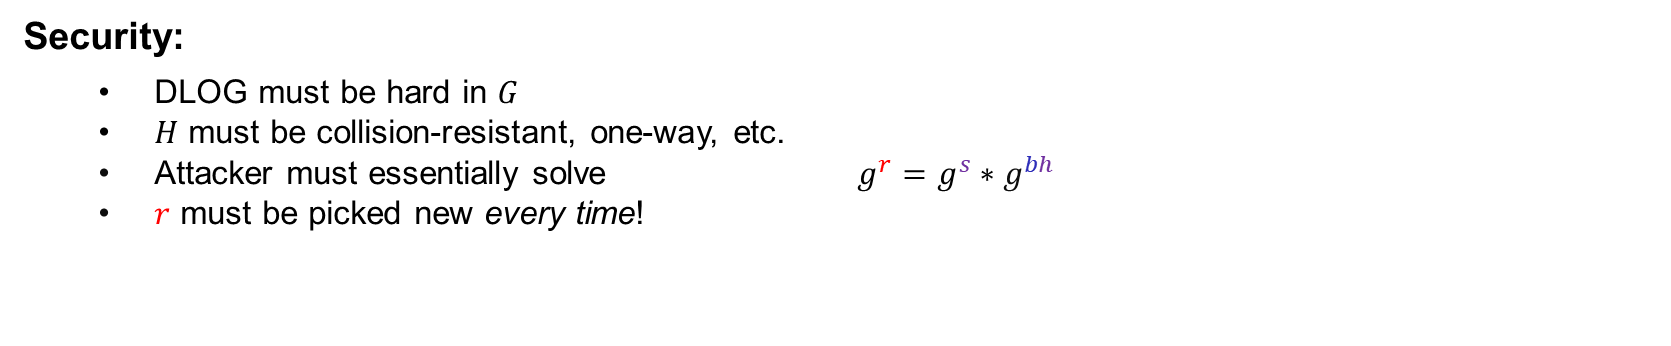 Security:
• DLOG must be hard in G
• H must be collision-resistant, one-way, etc.
• Attacker must essentially solve g^r = g^s * g^{bh}
• r must be picked new every time!